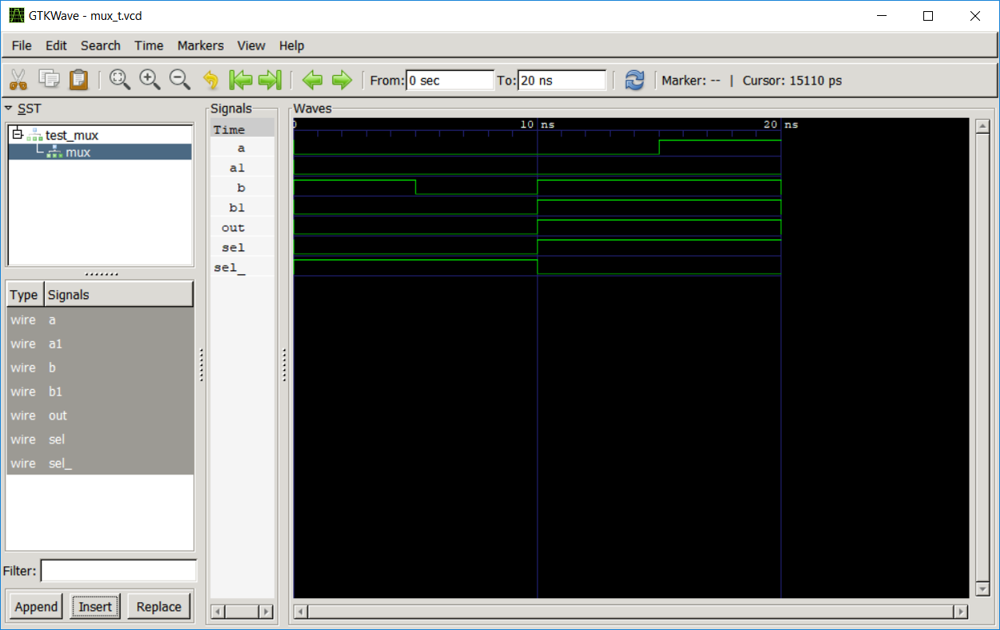 GTKWave - mux_t.vcd
File Edit Search Time Markers View Help
From: 0 sec To: 20 ns Marker: -- | Cursor: 15110 ps
SST
test_mux
mux
Type Signals
wire a
wire a1
wire b
wire b1
wire out
wire sel
wire sel_
Filter:
Append Insert Replace
Signals
Time
a
a1
b
b1
out
sel
sel_
Waves
0 10 ns 20 ns